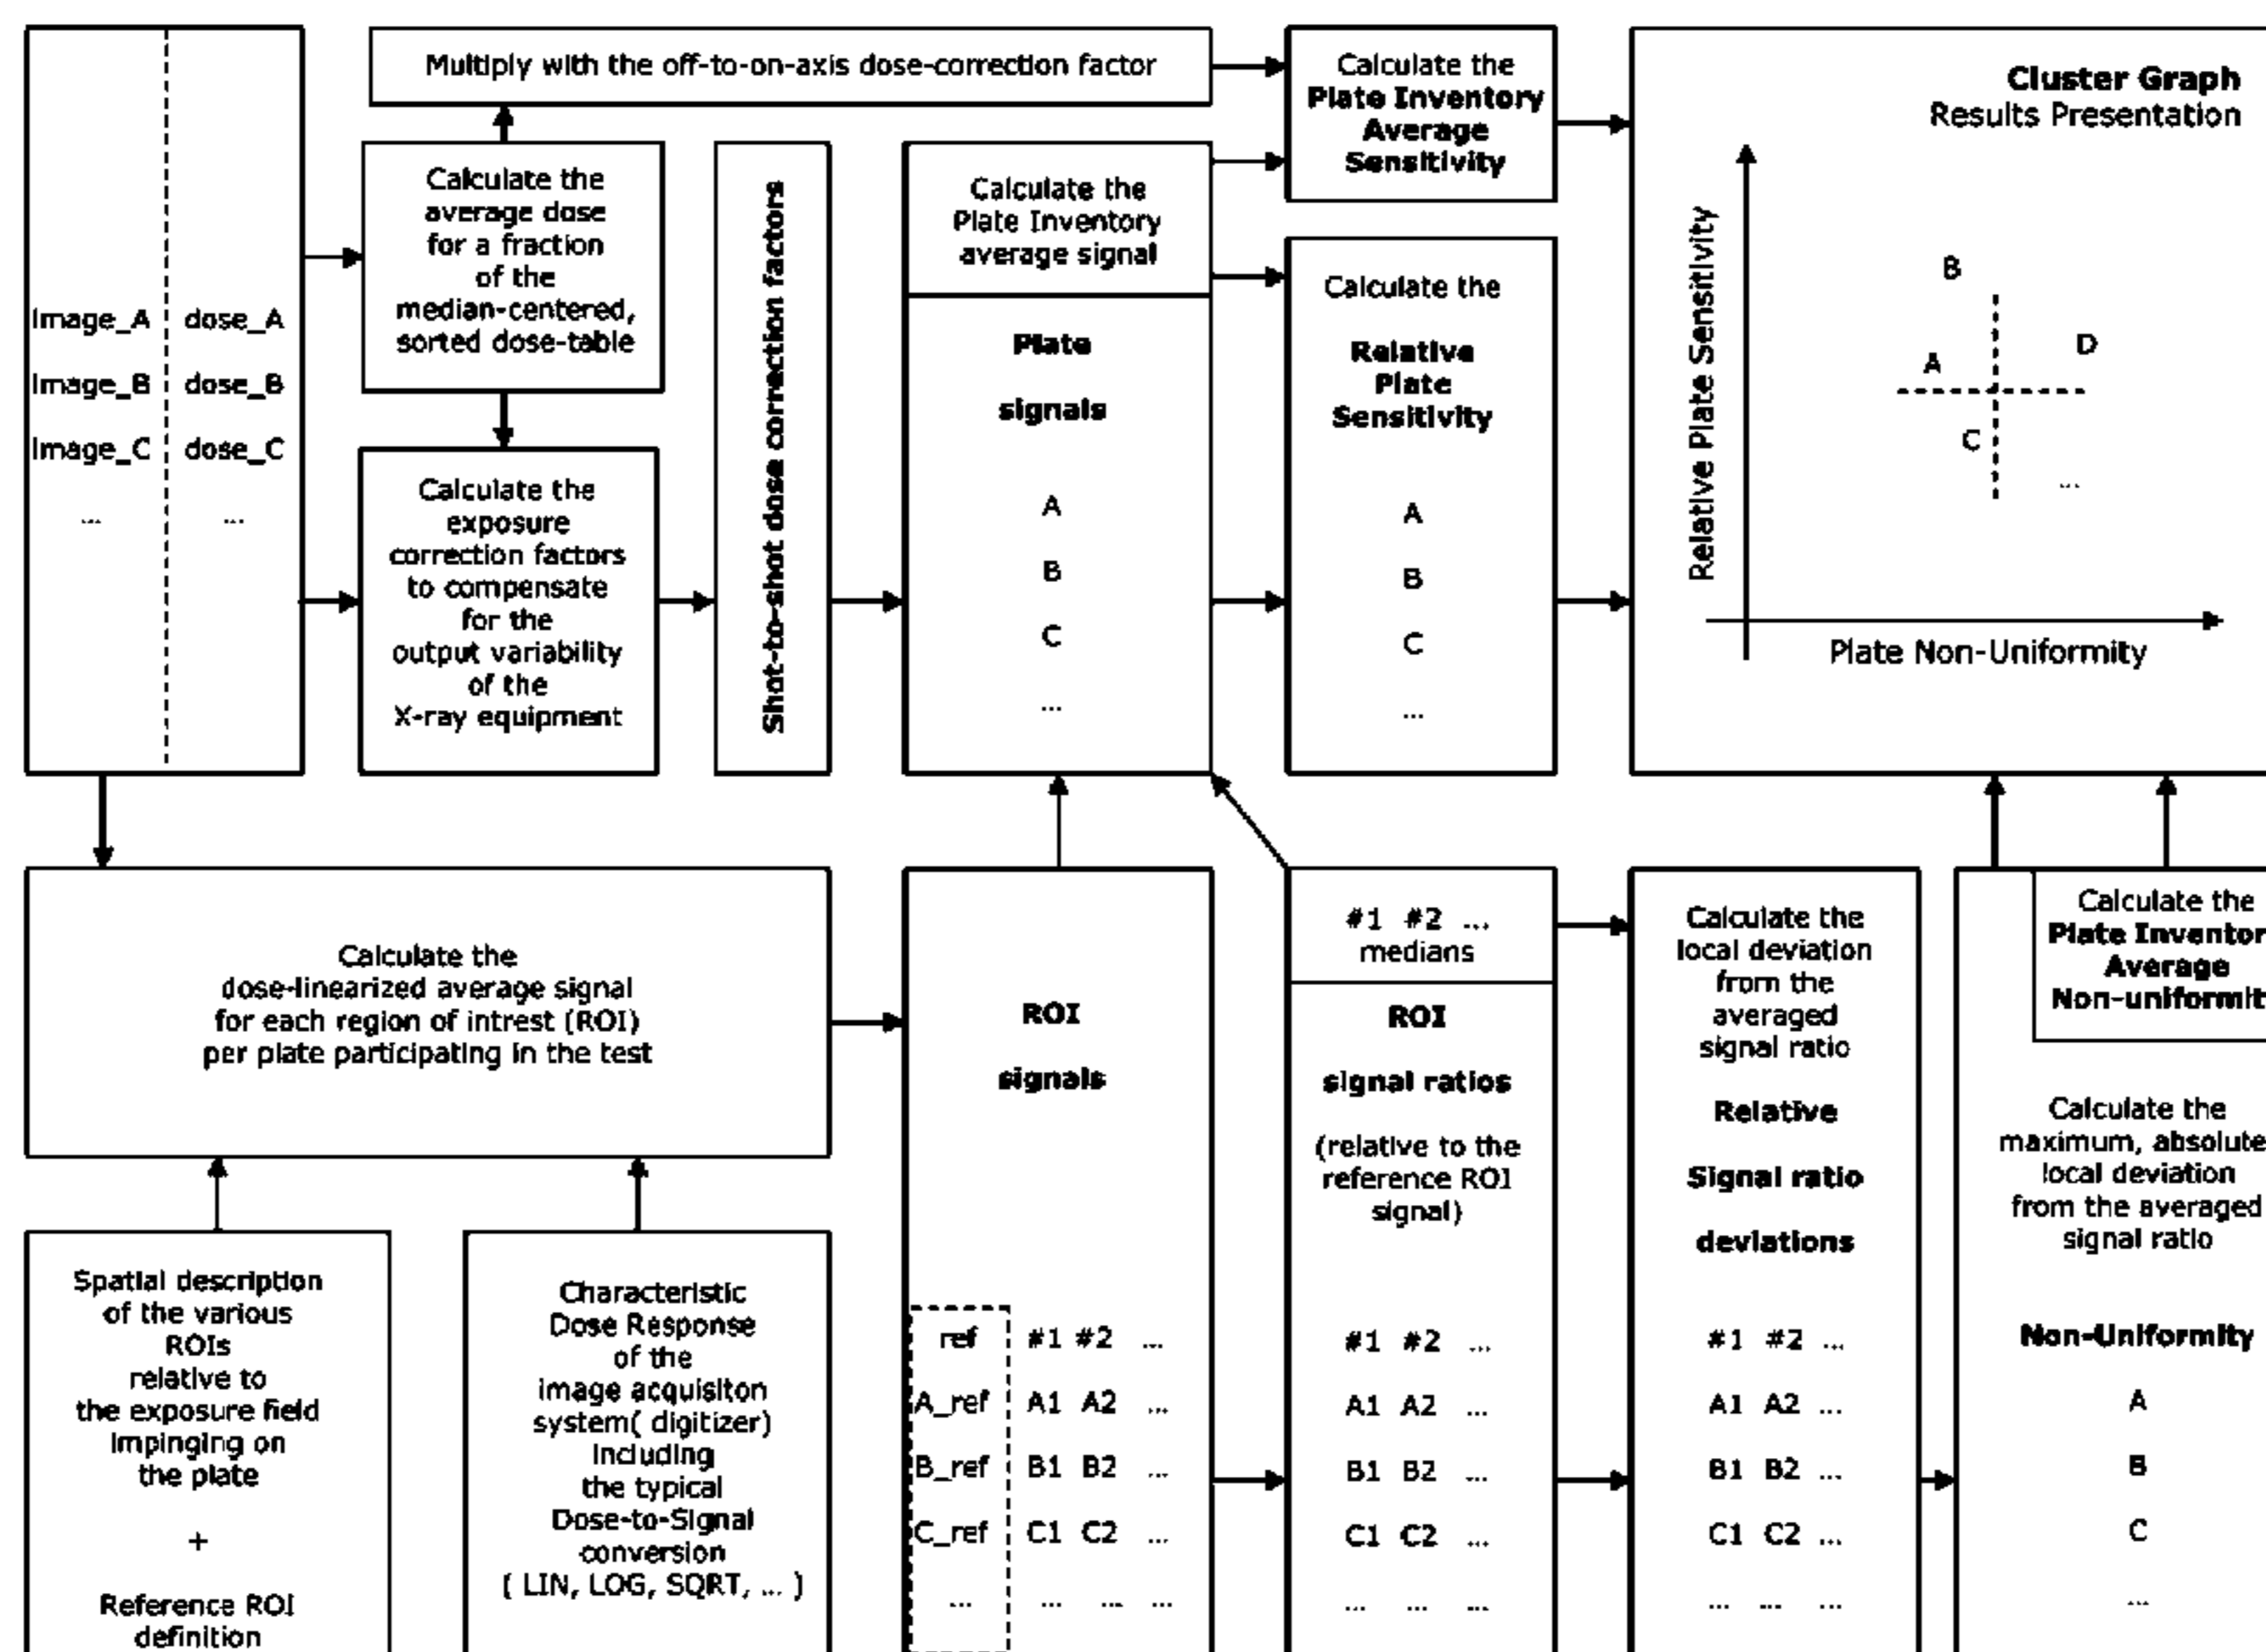 Image_A dose_A
Image_B dose_B
Image_C dose_C
... ...
Multiply with the off-to-on-axis dose-correction factor
Calculate the
average dose
for a fraction
of the
median-centered,
sorted dose-table
Calculate the
exposure
correction factors
to compensate
for the
output variability
of the
X-ray equipment
Shot-to-shot dose correction factors
Calculate the
Plate Inventory
average signal
Plate
signals
A
B
C
...
Calculate the
Plate Inventory
Average
Sensitivity
Calculate the
Relative
Plate
Sensitivity
A
B
C
...
Cluster Graph
Results Presentation
Relative Plate Sensitivity
B
D
A
C
...
Plate Non-Uniformity
Calculate the
dose-linearized average signal
for each region of intrest (ROI)
per plate participating in the test
Spatial description
of the various
ROIs
relative to
the exposure field
impinging on
the plate
+
Reference ROI
definition
Characteristic
Dose Response
of the
image acquisiton
system( digitizer)
including
the typical
Dose-to-Signal
conversion
( LIN, LOG, SQRT, ... )
ROI
signals
ref #1 #2 ...
A_ref A1 A2 ...
B_ref B1 B2 ...
C_ref C1 C2 ...
... ... ... ...
#1 #2 ...
medians
ROI
signal ratios
(relative to the
reference ROI
signal)
#1 #2 ...
A1 A2 ...
B1 B2 ...
C1 C2 ...
... ... ...
Calculate the
local deviation
from the
averaged
signal ratio
Relative
Signal ratio
deviations
#1 #2 ...
A1 A2 ...
B1 B2 ...
C1 C2 ...
... ... ...
Calculate the
Plate Inventor
Average
Non-uniformit
Calculate the
maximum, absolute
local deviation
from the averaged
signal ratio
Non-Uniformity
A
B
C
...